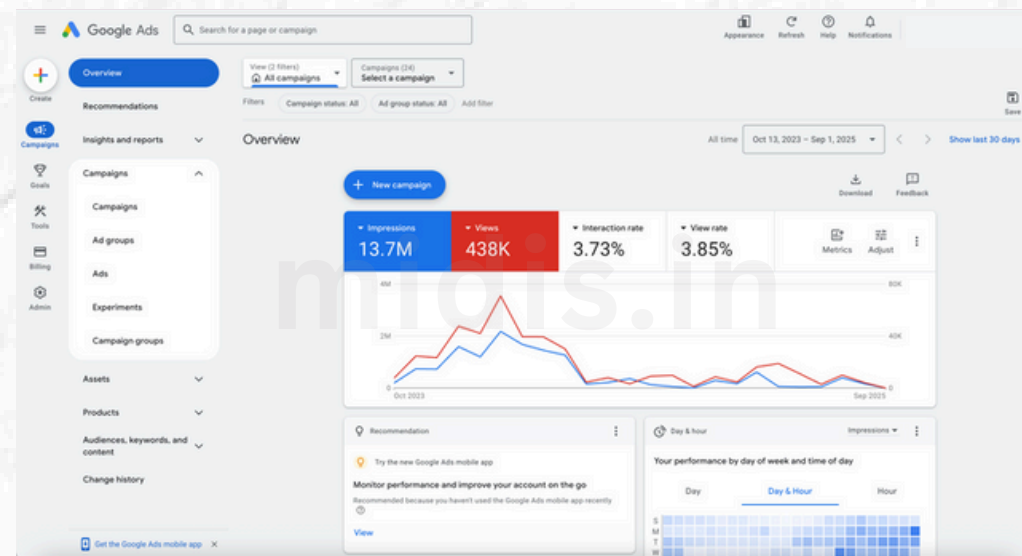 Google Ads
Search for a page or campaign
Appearance
Refresh
Help
Notifications
Create
Campaigns
Goals
Tools
Billing
Admin
Overview
Recommendations
Insights and reports
Campaigns
Campaigns
Ad groups
Ads
Experiments
Campaign groups
Assets
Products
Audiences, keywords, and
content
Change history
Get the Google Ads mobile app
View (2 filters)
All campaigns
Campaigns (24)
Select a campaign
Filters
Campaign status: All
Ad group status: All
Add filter
Save
Overview
All time
Oct 13, 2023 – Sep 1, 2025
Show last 30 days
New campaign
Download
Feedback
Impressions
13.7M
Views
438K
Interaction rate
3.73%
View rate
3.85%
Metrics
Adjust
midis.in
4M
80K
2M
40K
0
0
Oct 2023
Sep 2025
Recommendation
Try the new Google Ads mobile app
Monitor performance and improve your account on the go
Recommended because you haven't used the Google Ads mobile app recently
View
Day & hour
Impressions
Your performance by day of week and time of day
Day
Day & Hour
Hour
S
M
T
W